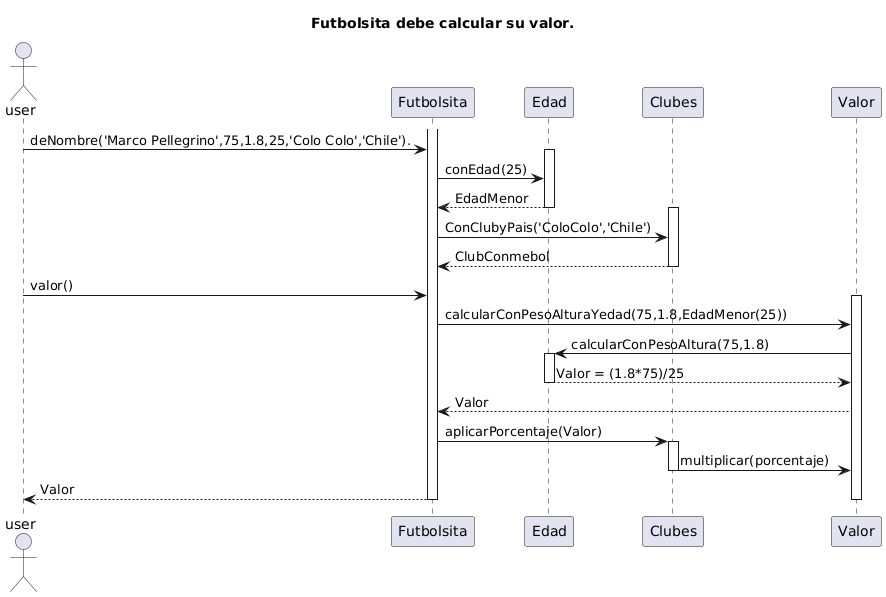 Futbolsita debe calcular su valor.
user
Futbolsita
Edad
Clubes
Valor
deNombre('Marco Pellegrino',75,1.8,25,'Colo Colo','Chile').
conEdad(25)
EdadMenor
ConClubyPais('ColoColo','Chile')
ClubConmebol
valor()
calcularConPesoAlturaYedad(75,1.8,EdadMenor(25))
calcularConPesoAltura(75,1.8)
Valor = (1.8*75)/25
Valor
aplicarPorcentaje(Valor)
multiplicar(porcentaje)
Valor
user
Futbolsita
Edad
Clubes
Valor